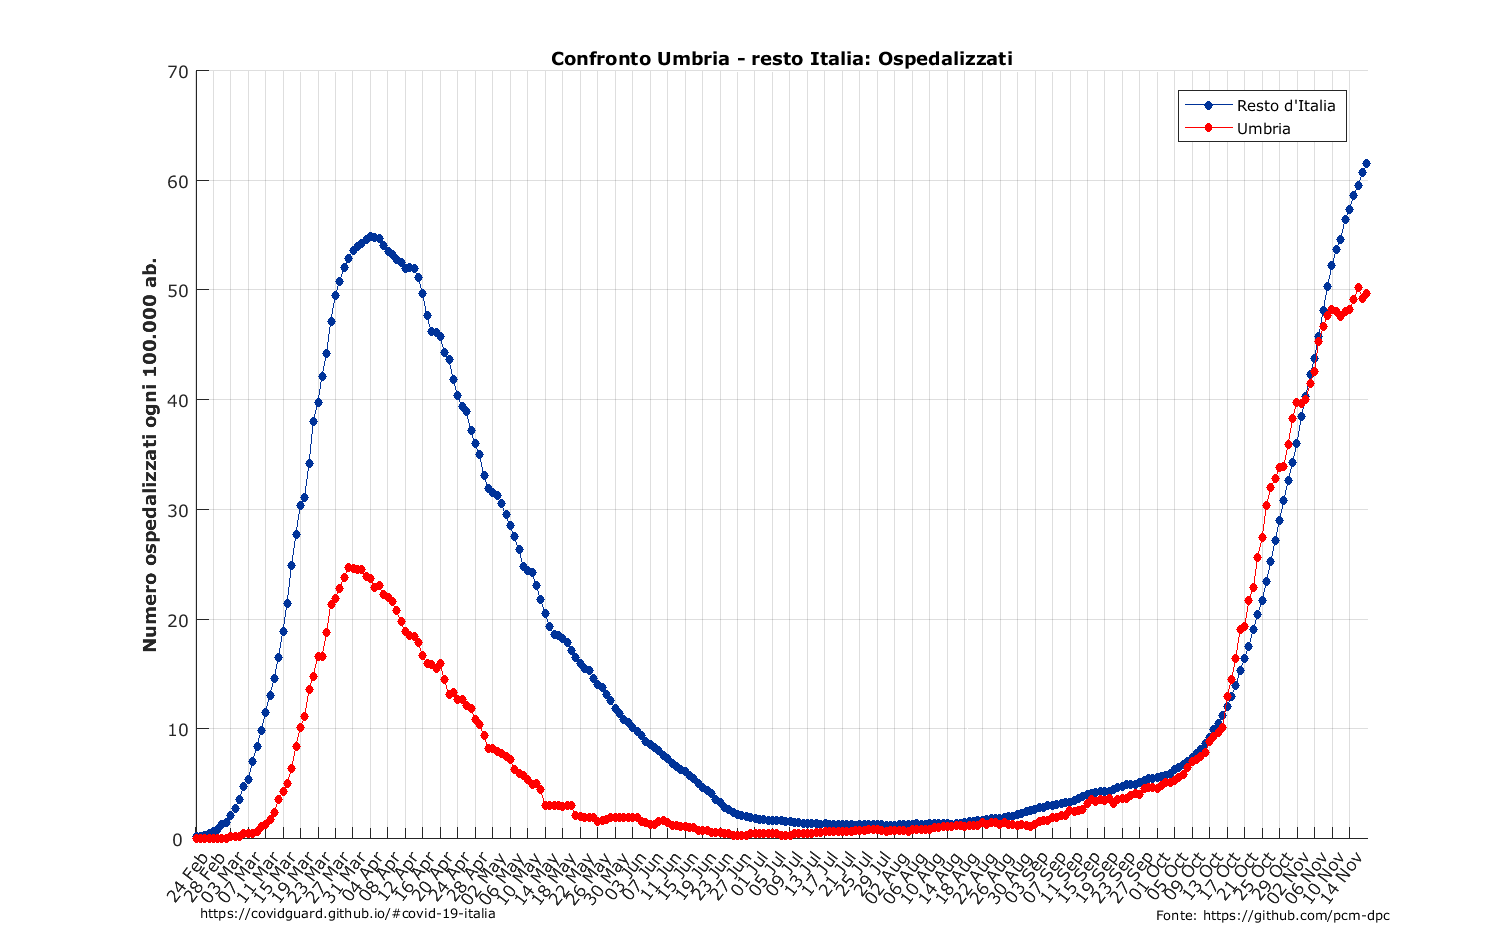 Confronto Umbria - resto Italia: Ospedalizzati
Resto d'Italia
Umbria
Numero ospedalizzati ogni 100.000 ab.
70
60
50
40
30
20
10
0
24 Feb
28 Feb
03 Mar
07 Mar
11 Mar
15 Mar
19 Mar
23 Mar
27 Mar
31 Mar
04 Apr
08 Apr
12 Apr
16 Apr
20 Apr
24 Apr
28 Apr
02 May
06 May
10 May
14 May
18 May
22 May
26 May
30 May
03 Jun
07 Jun
11 Jun
15 Jun
19 Jun
23 Jun
27 Jun
01 Jul
05 Jul
09 Jul
13 Jul
17 Jul
21 Jul
25 Jul
29 Jul
02 Aug
06 Aug
10 Aug
14 Aug
18 Aug
22 Aug
26 Aug
30 Aug
03 Sep
07 Sep
11 Sep
15 Sep
19 Sep
23 Sep
27 Sep
01 Oct
05 Oct
09 Oct
13 Oct
17 Oct
21 Oct
25 Oct
29 Oct
02 Nov
06 Nov
10 Nov
14 Nov
https://covidguard.github.io/#covid-19-italia
Fonte: https://github.com/pcm-dpc